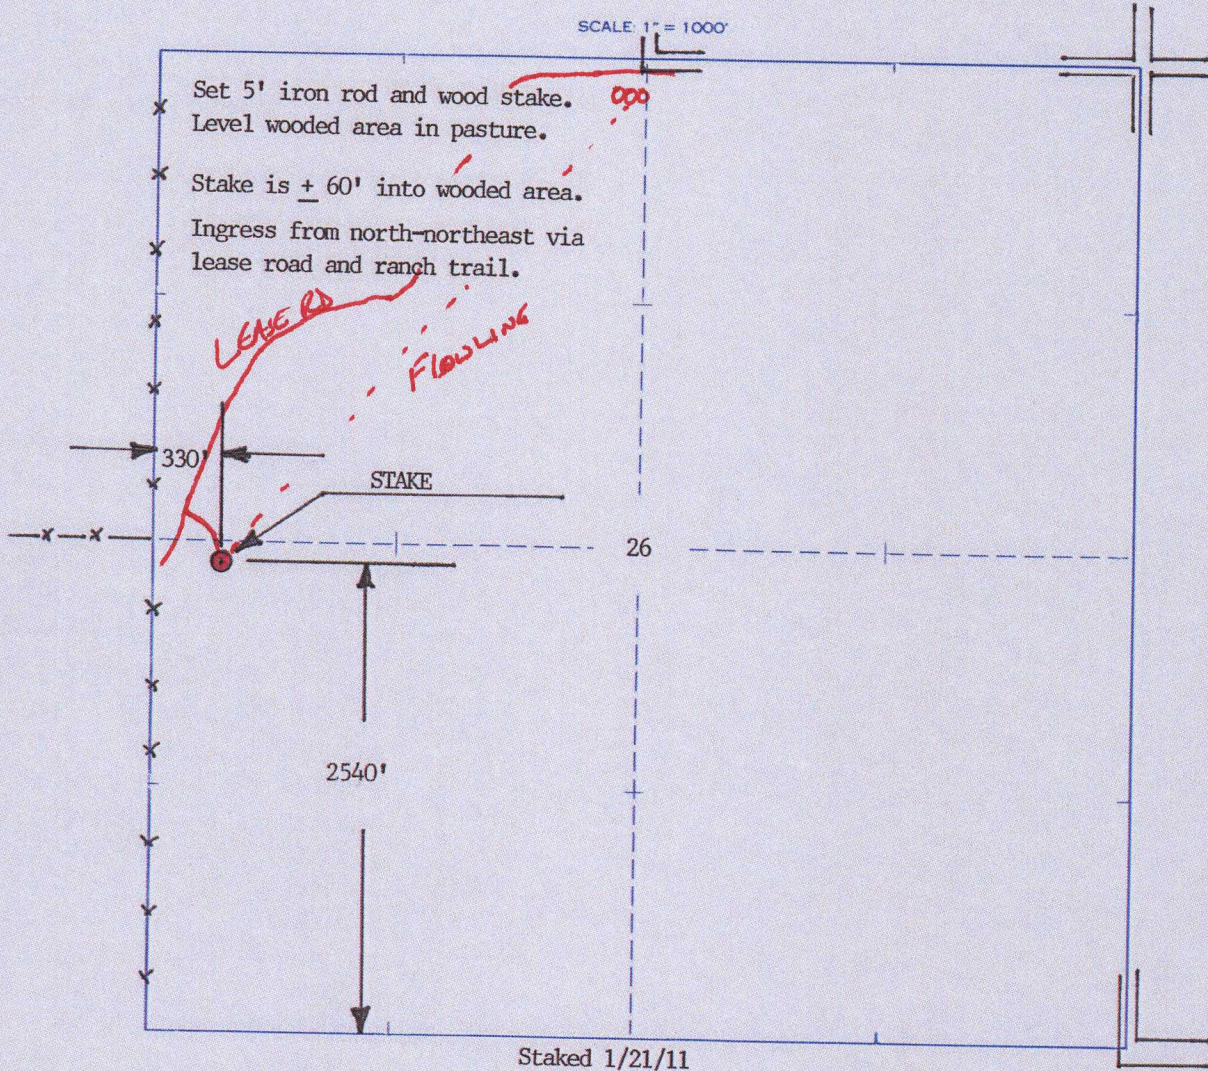 SCALE: 1" = 1000'
Set 5' iron rod and wood stake.
000
Level wooded area in pasture.
Stake is ± 60' into wooded area.
Ingress from north-northeast via
lease road and ranch trail.
LEASE RD
FlowLINE
330'
STAKE
26
2540'
Staked 1/21/11